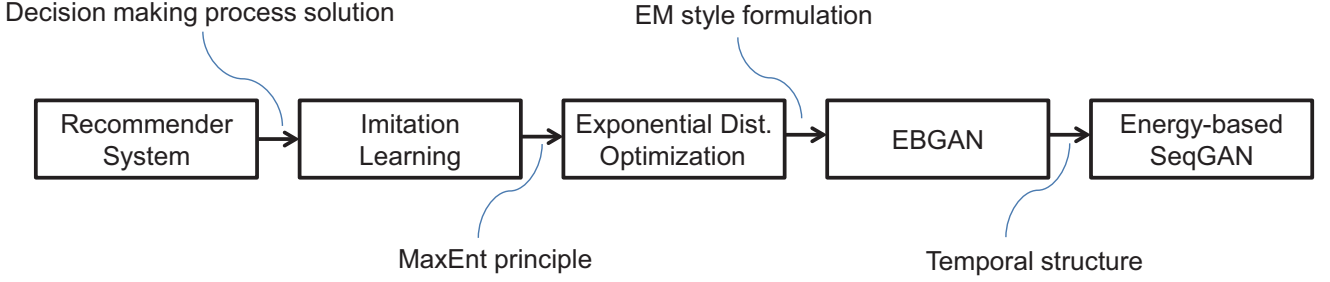 Decision making process solution
EM style formulation
Recommender
System
Imitation
Learning
Exponential Dist.
Optimization
EBGAN
Energy-based
SeqGAN
MaxEnt principle
Temporal structure